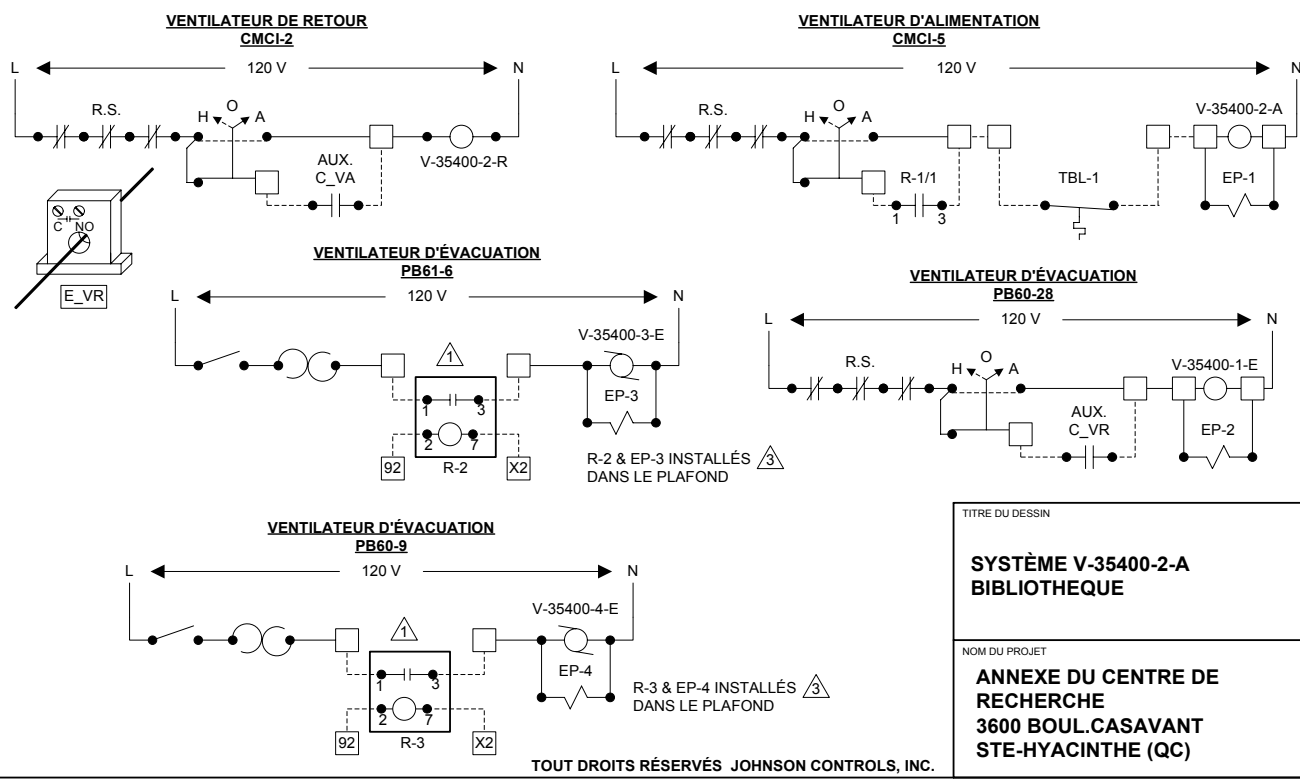 VENTILATEUR DE RETOUR
CMCI-2
L
120 V
N
R.S.
H
O
A
AUX.
C_VA
V-35400-2-R
C
NO
E_VR
VENTILATEUR D'ALIMENTATION
CMCI-5
L
120 V
N
R.S.
H
O
A
R-1/1
1
3
TBL-1
V-35400-2-A
EP-1
VENTILATEUR D'ÉVACUATION
PB61-6
L
120 V
N
1
1
3
2
7
92
R-2
X2
V-35400-3-E
EP-3
R-2 & EP-3 INSTALLÉS 3
DANS LE PLAFOND
VENTILATEUR D'ÉVACUATION
PB60-28
L
120 V
N
R.S.
H
O
A
AUX.
C_VR
V-35400-1-E
EP-2
VENTILATEUR D'ÉVACUATION
PB60-9
L
120 V
N
1
1
3
2
7
92
R-3
X2
V-35400-4-E
EP-4
R-3 & EP-4 INSTALLÉS 3
DANS LE PLAFOND
TITRE DU DESSIN
SYSTÈME V-35400-2-A
BIBLIOTHEQUE
NOM DU PROJET
ANNEXE DU CENTRE DE
RECHERCHE
3600 BOUL.CASAVANT
STE-HYACINTHE (QC)
TOUT DROITS RÉSERVÉS JOHNSON CONTROLS, INC.